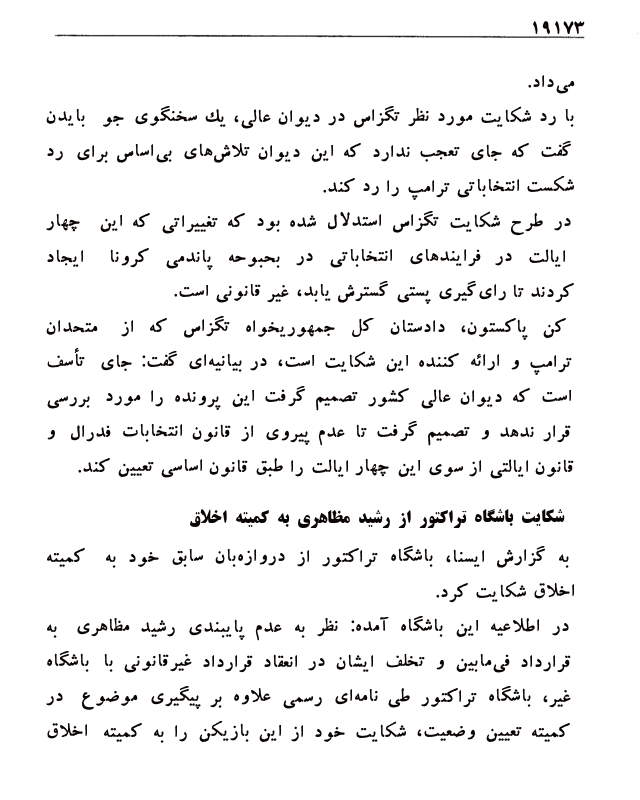 ۱۹۱۷۳
می‌داد.
با رد شکایت مورد نظر تگزاس در دیوان عالی، یك سخنگوی جو بایدن
گفت که جای تعجب ندارد که این دیوان تلاش‌های بی‌اساس برای رد
شکست انتخاباتی ترامپ را رد کند.
در طرح شکایت تگزاس استدلال شده بود که تغییراتی که این چهار
ایالت در فرایندهای انتخاباتی در بحبوحه پاندمی کرونا ایجاد
کردند تا رای‌گیری پستی گسترش یابد، غیر قانونی است.
کن پاکستون، دادستان کل جمهوریخواه تگزاس که از متحدان
ترامپ و ارائه کننده این شکایت است، در بیانیه‌ای گفت: جای تأسف
است که دیوان عالی کشور تصمیم گرفت این پرونده را مورد بررسی
قرار ندهد و تصمیم گرفت تا عدم پیروی از قانون انتخابات فدرال و
قانون ایالتی از سوی این چهار ایالت را طبق قانون اساسی تعیین کند.
شکایت باشگاه تراکتور از رشید مظاهری به کمیته اخلاق
به گزارش ایسنا، باشگاه تراکتور از دروازه‌بان سابق خود به کمیته
اخلاق شکایت کرد.
در اطلاعیه این باشگاه آمده: نظر به عدم پایبندی رشید مظاهری به
قرارداد فی‌مابین و تخلف ایشان در انعقاد قرارداد غیرقانونی با باشگاه
غیر، باشگاه تراکتور طی نامه‌ای رسمی علاوه بر پیگیری موضوع در
کمیته تعیین وضعیت، شکایت خود از این بازیکن را به کمیته اخلاق